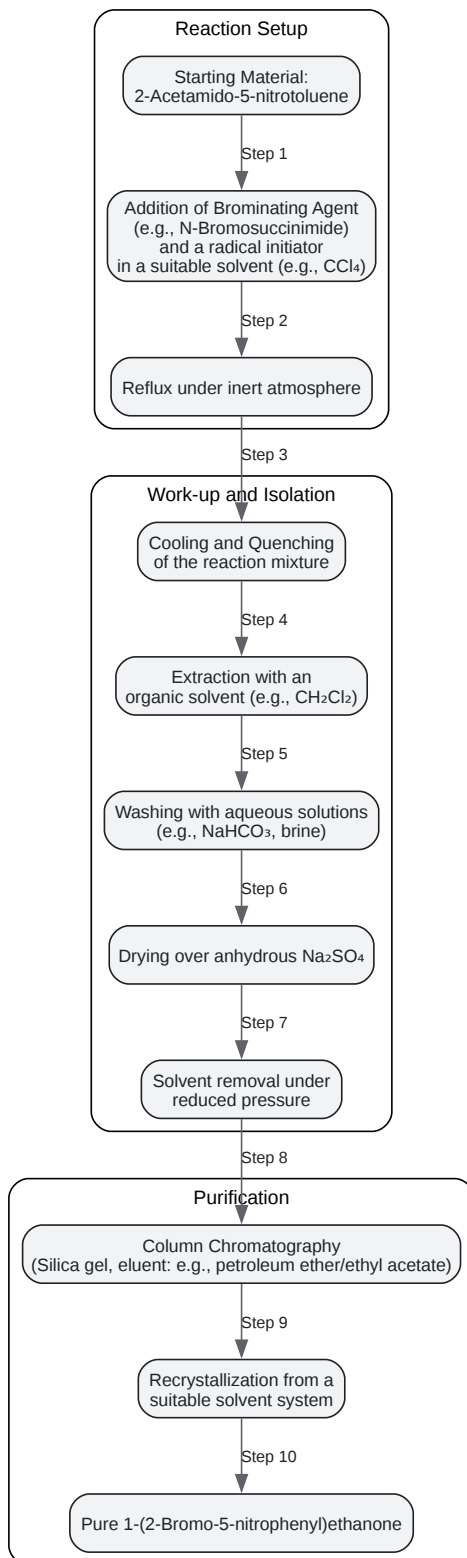 Reaction Setup
Starting Material:
2-Acetamido-5-nitrotoluene
Step 1
Addition of Brominating Agent
(e.g., N-Bromosuccinimide)
and a radical initiator
in a suitable solvent (e.g., CCl₄)
Step 2
Reflux under inert atmosphere
Step 3
Work-up and Isolation
Cooling and Quenching
of the reaction mixture
Step 4
Extraction with an
organic solvent (e.g., CH₂Cl₂)
Step 5
Washing with aqueous solutions
(e.g., NaHCO₃, brine)
Step 6
Drying over anhydrous Na₂SO₄
Step 7
Solvent removal under
reduced pressure
Step 8
Purification
Column Chromatography
(Silica gel, eluent: e.g., petroleum ether/ethyl acetate)
Step 9
Recrystallization from a
suitable solvent system
Step 10
Pure 1-(2-Bromo-5-nitrophenyl)ethanone